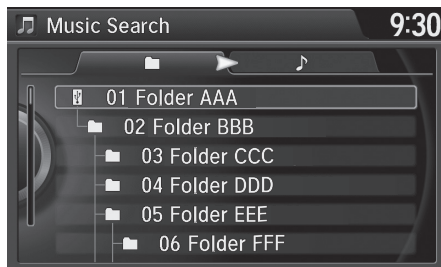 Music Search
9:30
01 Folder AAA
02 Folder BBB
03 Folder CCC
04 Folder DDD
05 Folder EEE
06 Folder FFF